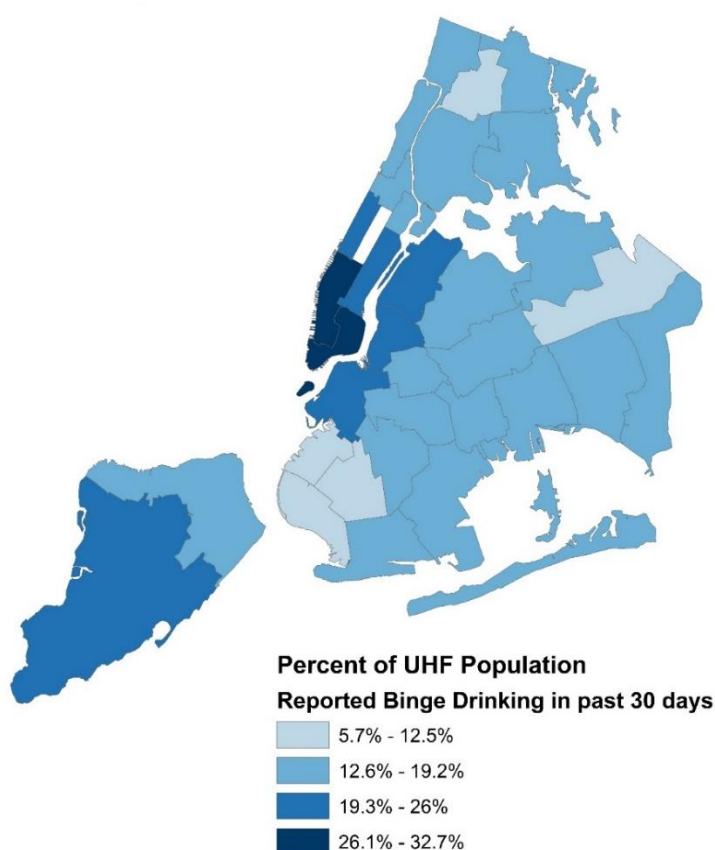 Percent of UHF Population
Reported Binge Drinking in past 30 days
5.7% - 12.5%
12.6% - 19.2%
19.3% - 26%
26.1% - 32.7%